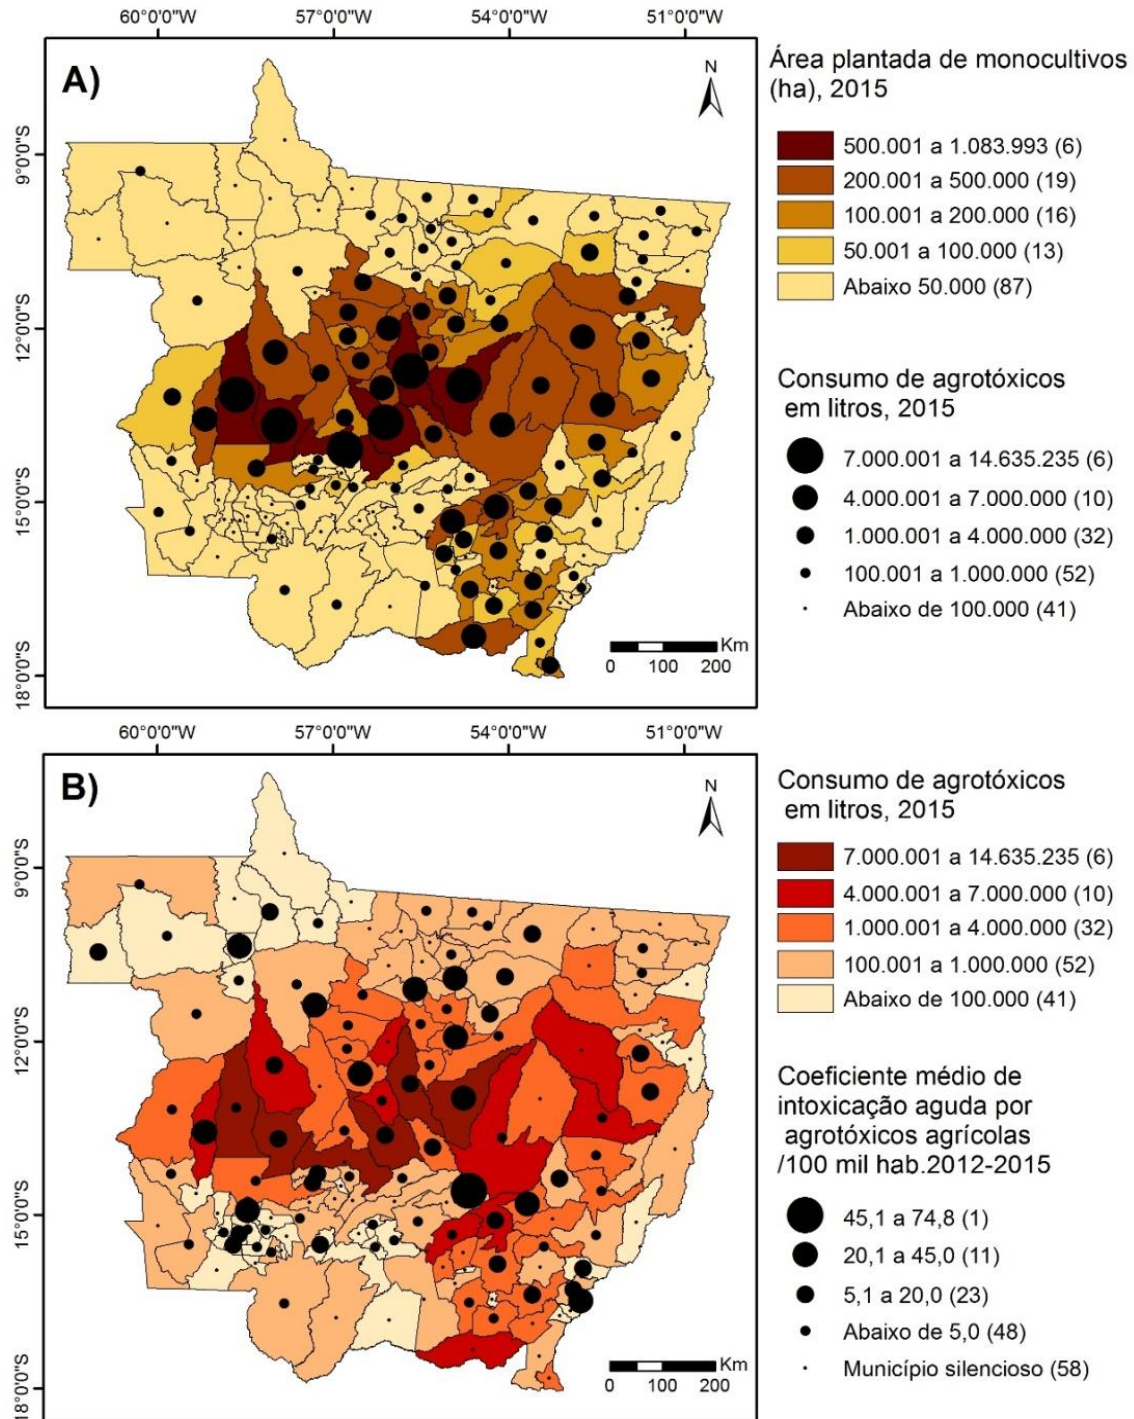 60°0'0"W 57°0'0"W 54°0'0"W 51°0'0"W
A)
N
9°0'0"S
12°0'0"S
15°0'0"S
18°0'0"S
Km
0 100 200
Área plantada de monocultivos
(ha), 2015
500.001 a 1.083.993 (6)
200.001 a 500.000 (19)
100.001 a 200.000 (16)
50.001 a 100.000 (13)
Abaixo 50.000 (87)
Consumo de agrotóxicos
em litros, 2015
7.000.001 a 14.635.235 (6)
4.000.001 a 7.000.000 (10)
1.000.001 a 4.000.000 (32)
100.001 a 1.000.000 (52)
Abaixo de 100.000 (41)
60°0'0"W 57°0'0"W 54°0'0"W 51°0'0"W
B)
N
9°0'0"S
12°0'0"S
15°0'0"S
18°0'0"S
Km
0 100 200
Consumo de agrotóxicos
em litros, 2015
7.000.001 a 14.635.235 (6)
4.000.001 a 7.000.000 (10)
1.000.001 a 4.000.000 (32)
100.001 a 1.000.000 (52)
Abaixo de 100.000 (41)
Coeficiente médio de
intoxicação aguda por
agrotóxicos agrícolas
/100 mil hab.2012-2015
45,1 a 74,8 (1)
20,1 a 45,0 (11)
5,1 a 20,0 (23)
Abaixo de 5,0 (48)
Município silencioso (58)